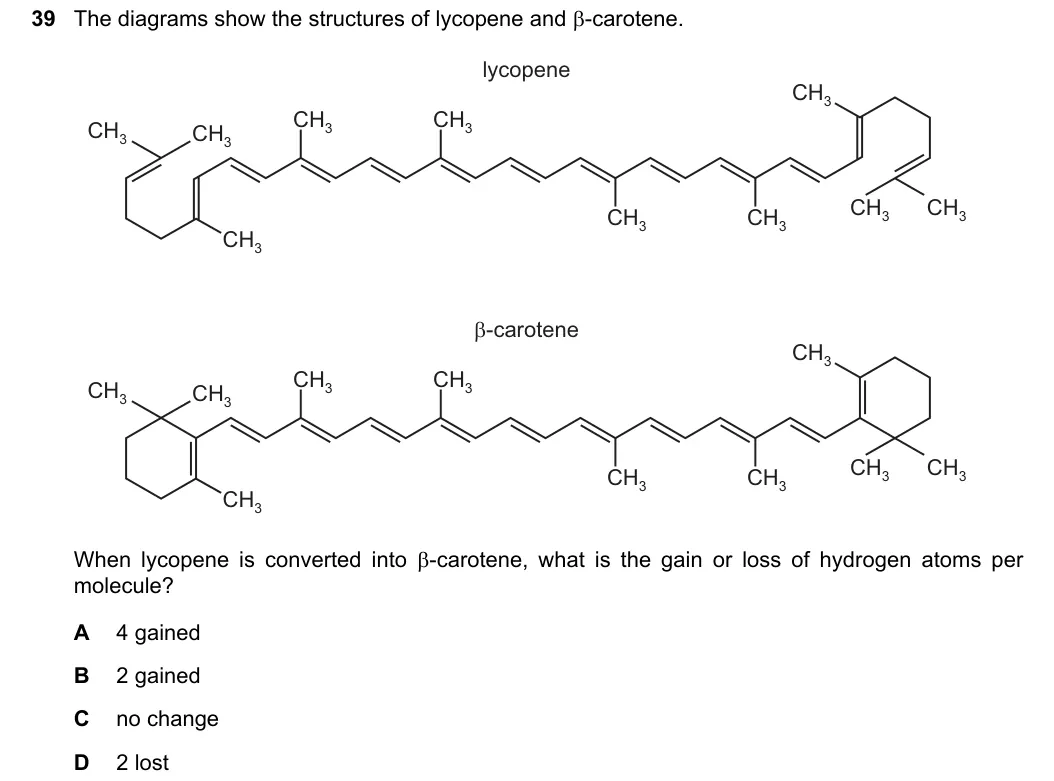 39 The diagrams show the structures of lycopene and β-carotene.
lycopene
CH3 CH3 CH3 CH3 CH3
CH3 CH3 CH3 CH3
CH3
β-carotene
CH3 CH3 CH3 CH3 CH3
CH3 CH3 CH3 CH3
CH3
When lycopene is converted into β-carotene, what is the gain or loss of hydrogen atoms per
molecule?
A 4 gained
B 2 gained
C no change
D 2 lost